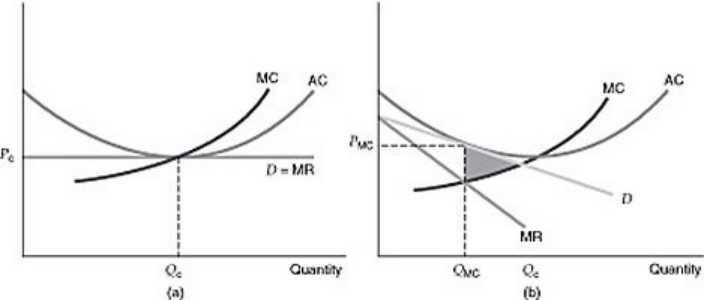 MC
AC
P_c
D = MR
Q_c
Quantity
(a)
MC
AC
P_MC
D
MR
Q_MC
Q_c
Quantity
(b)